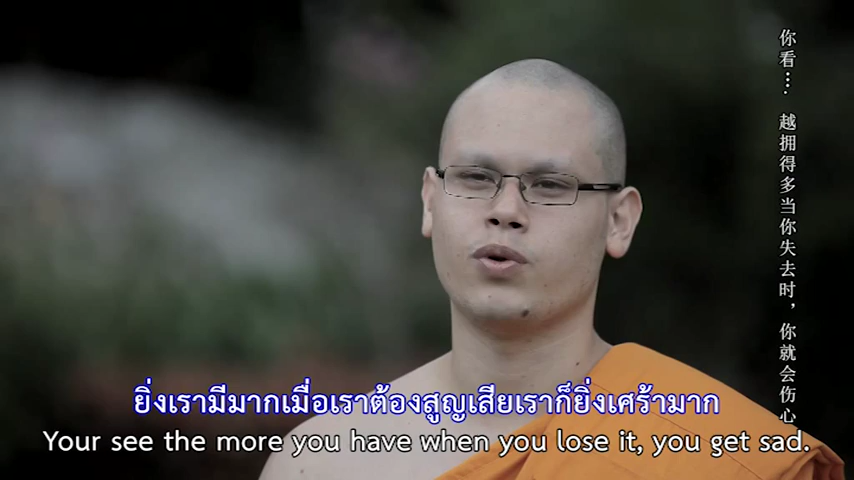 你看… 越拥得多当你失去时，你就会伤心
ยิ่งเรามีมากเมื่อเราต้องสูญเสียเราก็ยิ่งเศร้ามาก
Your see the more you have when you lose it, you get sad.